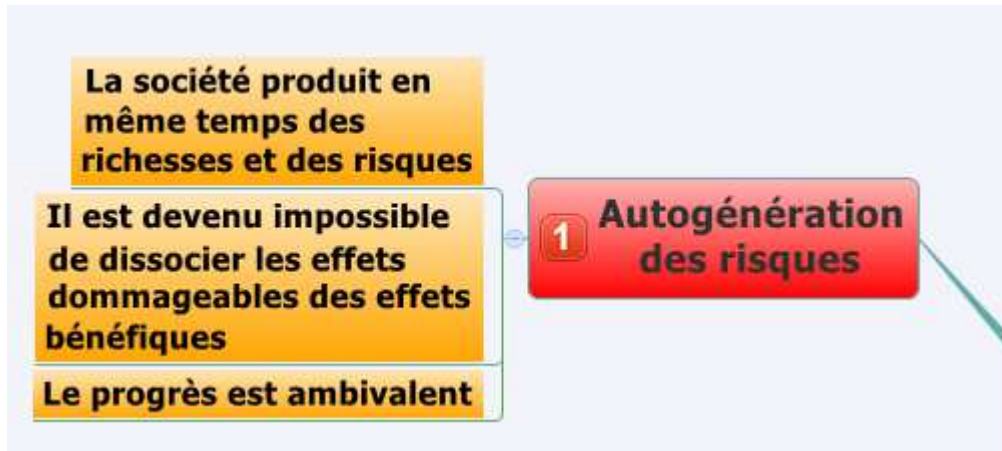 La société produit en
même temps des
richesses et des risques
Il est devenu impossible
de dissocier les effets
dommageables des effets
bénéfiques
Le progrès est ambivalent
1
Autogénération
des risques